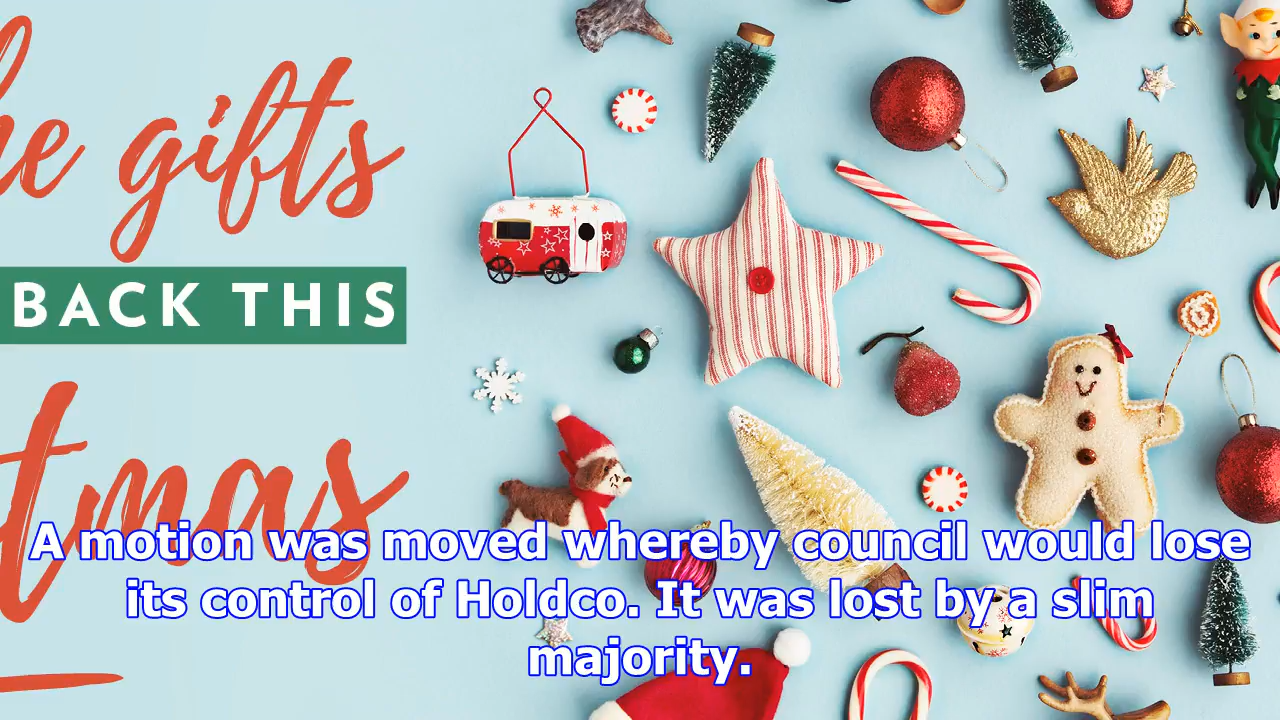 he gifts
BACK THIS
tmas
A motion was moved whereby council would lose
its control of Holdco. It was lost by a slim
majority.